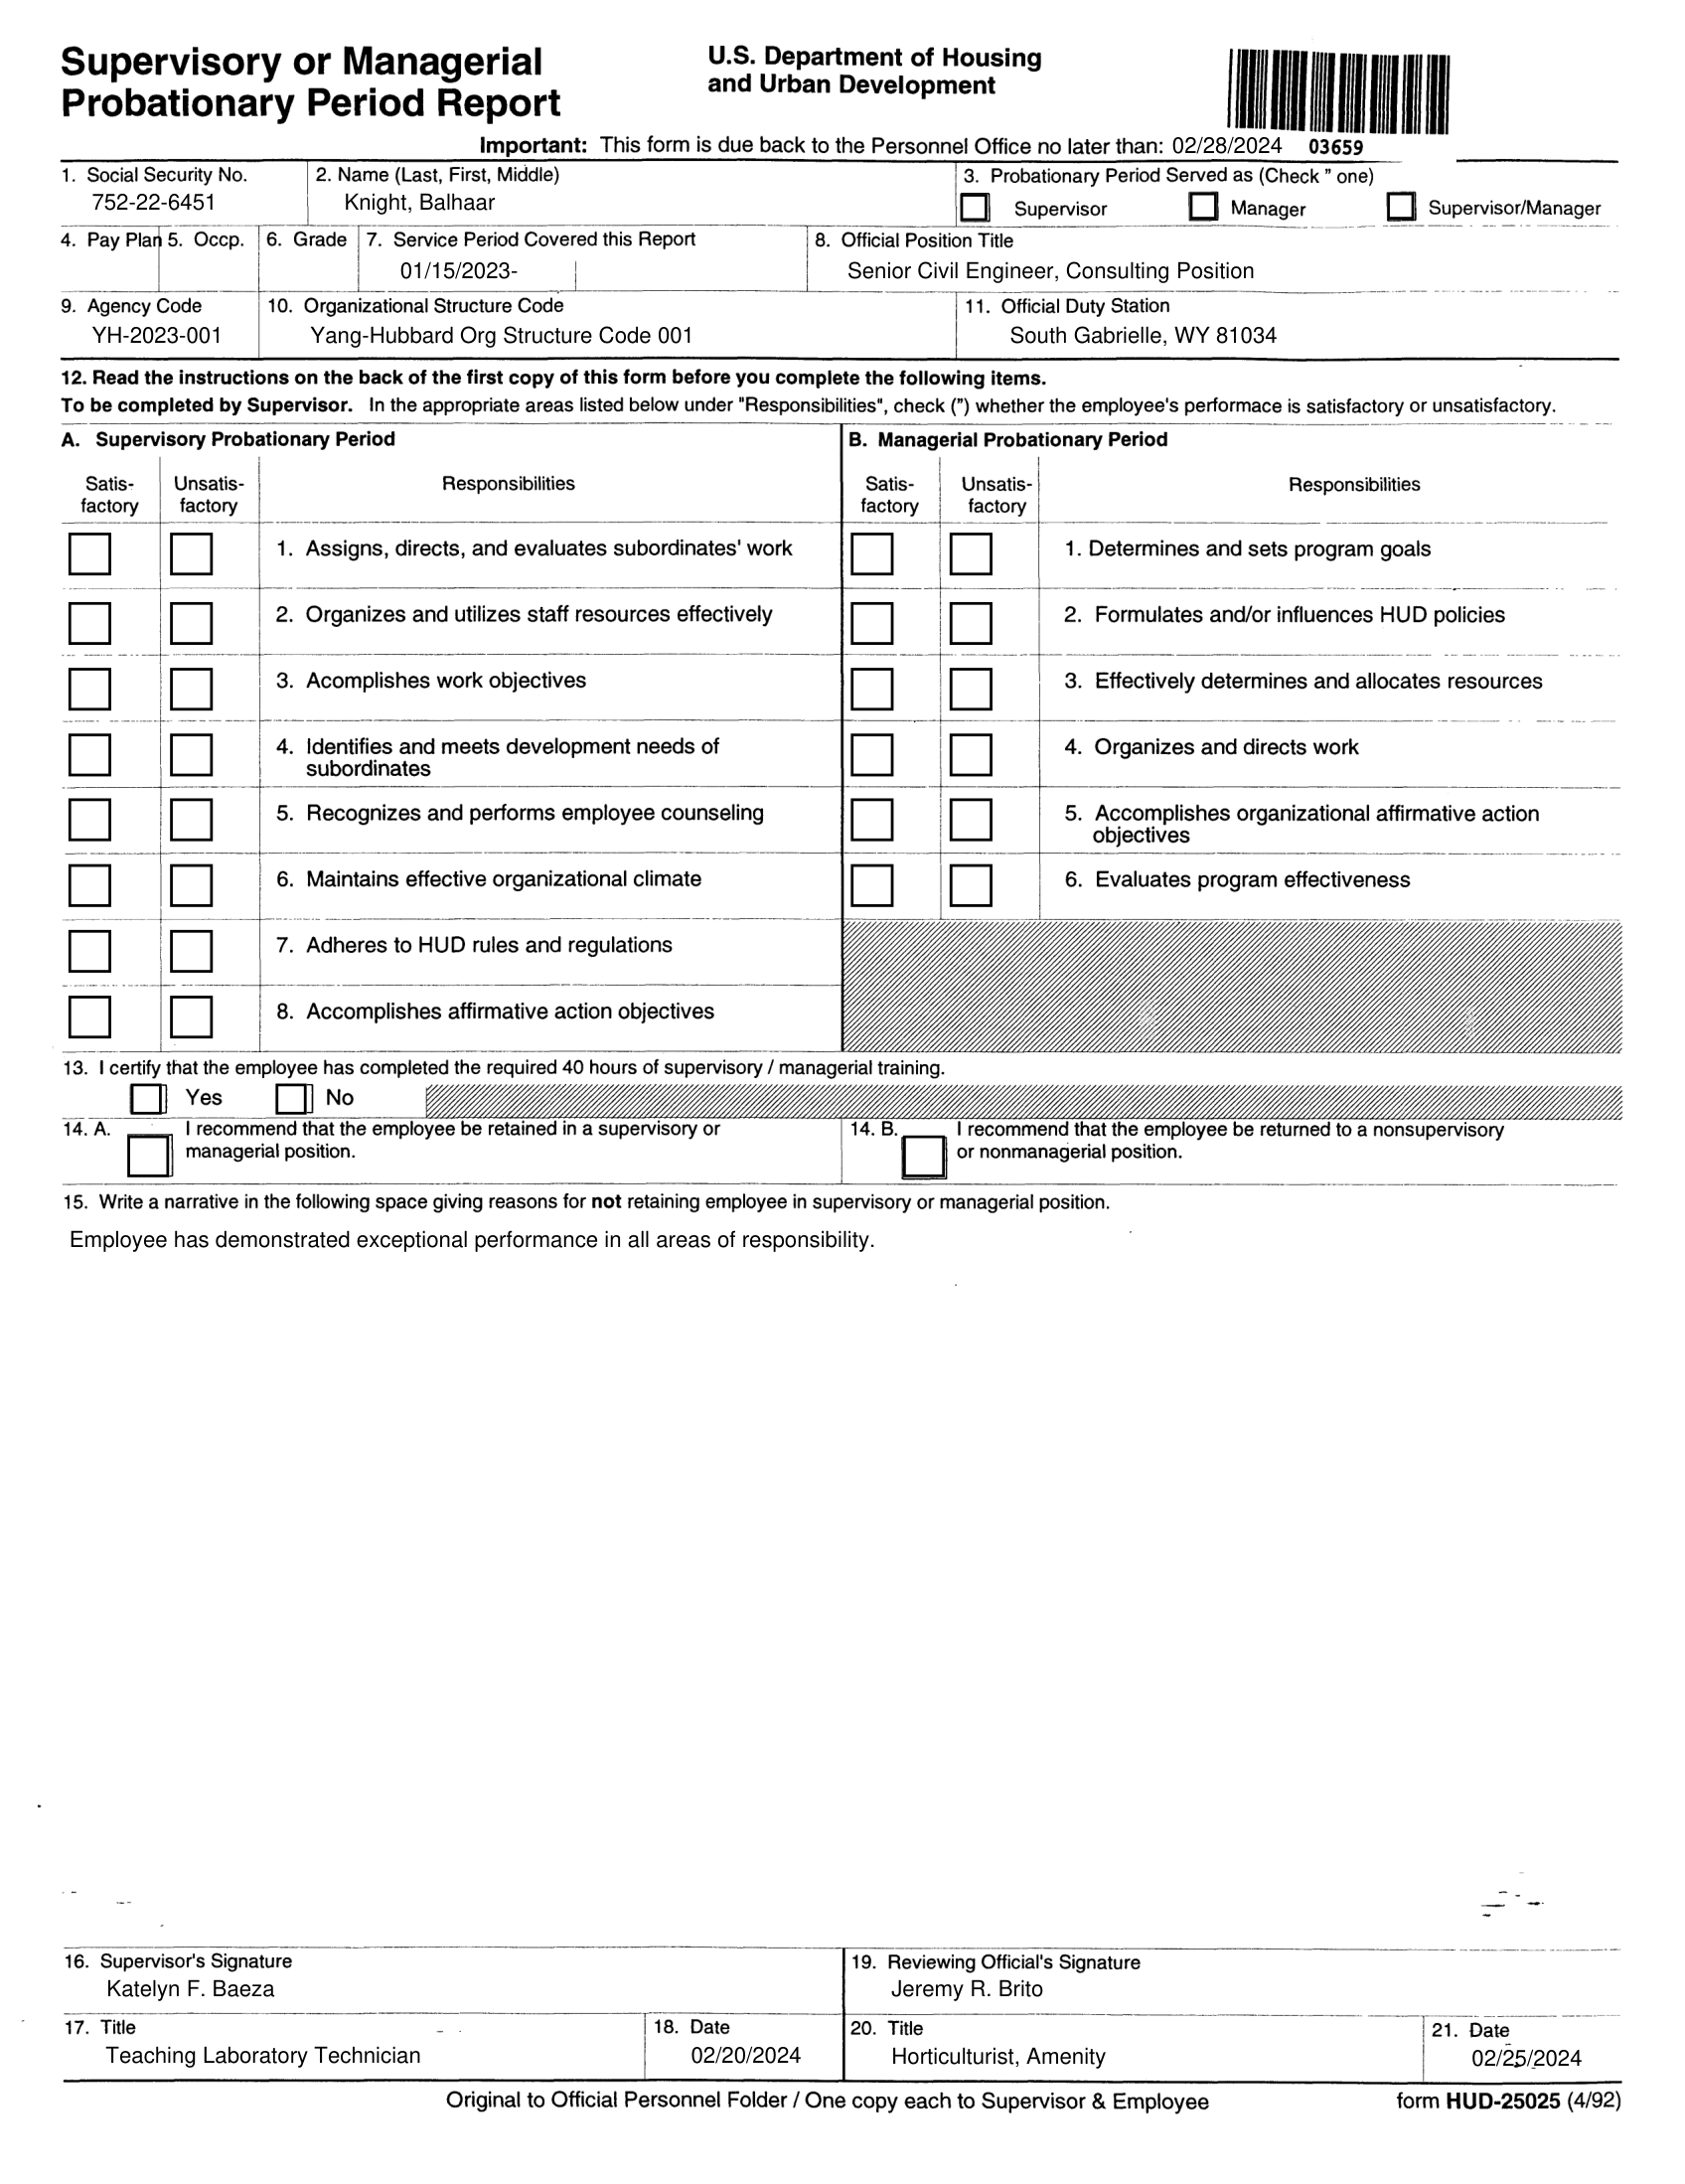 Supervisory or Managerial
Probationary Period Report
U.S. Department of Housing
and Urban Development
Important: This form is due back to the Personnel Office no later than: 02/28/2024 03659
1. Social Security No.
752-22-6451
2. Name (Last, First, Middle)
Knight, Balhaar
3. Probationary Period Served as (Check " one)
Supervisor Manager Supervisor/Manager
4. Pay Plan 5. Occp. 6. Grade 7. Service Period Covered this Report
01/15/2023-
8. Official Position Title
Senior Civil Engineer, Consulting Position
9. Agency Code
YH-2023-001
10. Organizational Structure Code
Yang-Hubbard Org Structure Code 001
11. Official Duty Station
South Gabrielle, WY 81034
12. Read the instructions on the back of the first copy of this form before you complete the following items.
To be completed by Supervisor. In the appropriate areas listed below under "Responsibilities", check (") whether the employee's performace is satisfactory or unsatisfactory.
A. Supervisory Probationary Period
Satis-
factory
Unsatis-
factory
Responsibilities
1. Assigns, directs, and evaluates subordinates' work
2. Organizes and utilizes staff resources effectively
3. Acomplishes work objectives
4. Identifies and meets development needs of
subordinates
5. Recognizes and performs employee counseling
6. Maintains effective organizational climate
7. Adheres to HUD rules and regulations
8. Accomplishes affirmative action objectives
B. Managerial Probationary Period
Satis-
factory
Unsatis-
factory
Responsibilities
1. Determines and sets program goals
2. Formulates and/or influences HUD policies
3. Effectively determines and allocates resources
4. Organizes and directs work
5. Accomplishes organizational affirmative action
objectives
6. Evaluates program effectiveness
13. I certify that the employee has completed the required 40 hours of supervisory / managerial training.
Yes No
14. A. I recommend that the employee be retained in a supervisory or
managerial position.
14. B. I recommend that the employee be returned to a nonsupervisory
or nonmanagerial position.
15. Write a narrative in the following space giving reasons for not retaining employee in supervisory or managerial position.
Employee has demonstrated exceptional performance in all areas of responsibility.
16. Supervisor's Signature
Katelyn F. Baeza
19. Reviewing Official's Signature
Jeremy R. Brito
17. Title
Teaching Laboratory Technician
18. Date
02/20/2024
20. Title
Horticulturist, Amenity
21. Date
02/25/2024
Original to Official Personnel Folder / One copy each to Supervisor & Employee
form HUD-25025 (4/92)